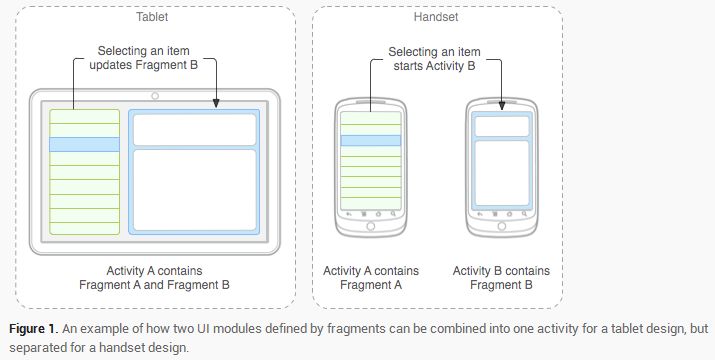 Tablet
Selecting an item
updates Fragment B
Activity A contains
Fragment A and Fragment B
Handset
Selecting an item
starts Activity B
Activity A contains
Fragment A
Activity B contains
Fragment B
Figure 1. An example of how two UI modules defined by fragments can be combined into one activity for a tablet design, but
separated for a handset design.